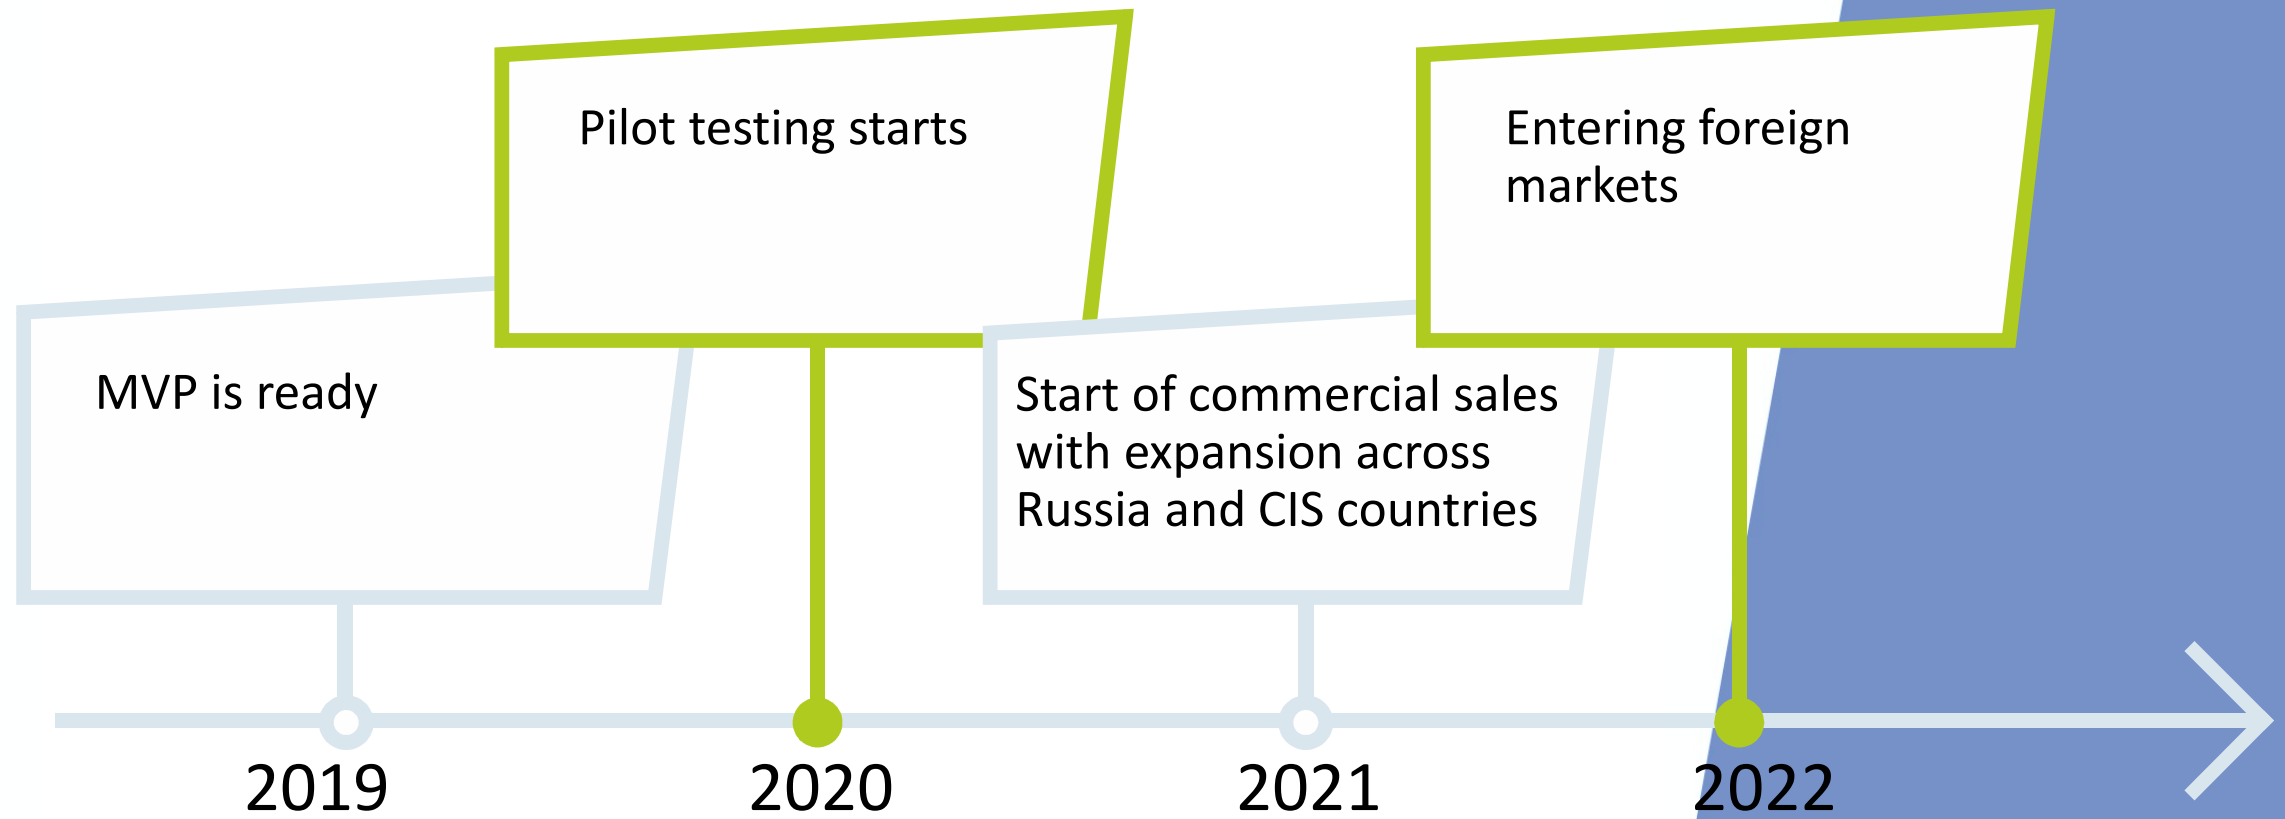 MVP is ready
Pilot testing starts
Start of commercial sales
with expansion across
Russia and CIS countries
Entering foreign
markets
2019
2020
2021
2022